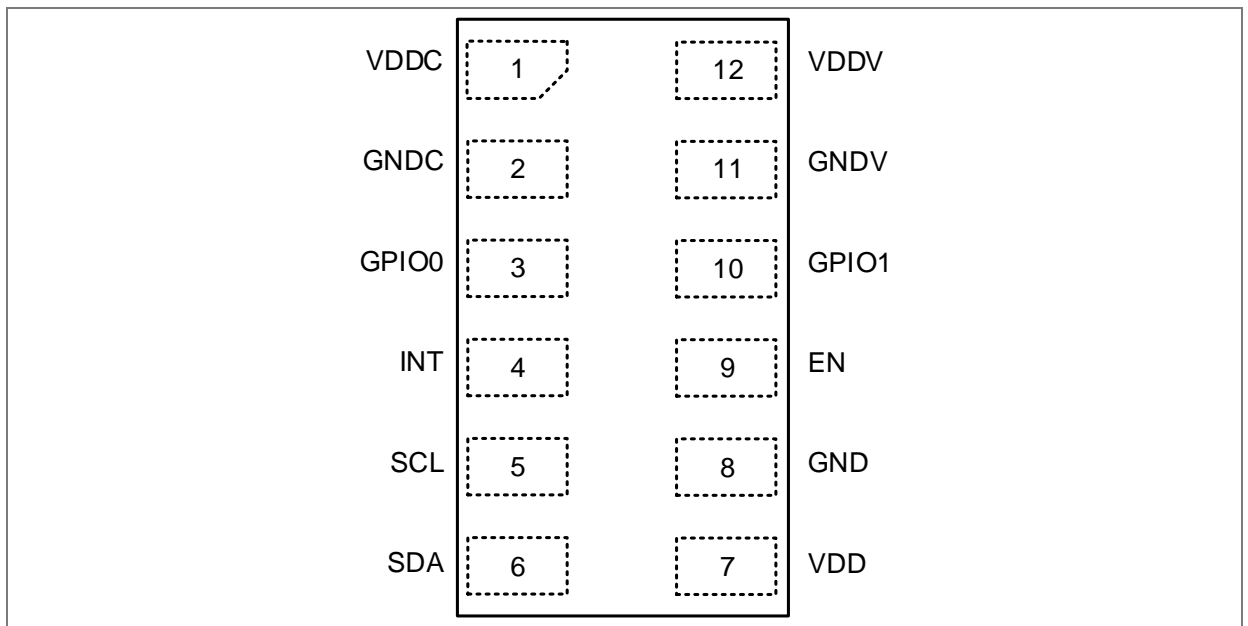 VDDC 1 12 VDDV
GNDC 2 11 GNDV
GPIO0 3 10 GPIO1
INT 4 9 EN
SCL 5 8 GND
SDA 6 7 VDD